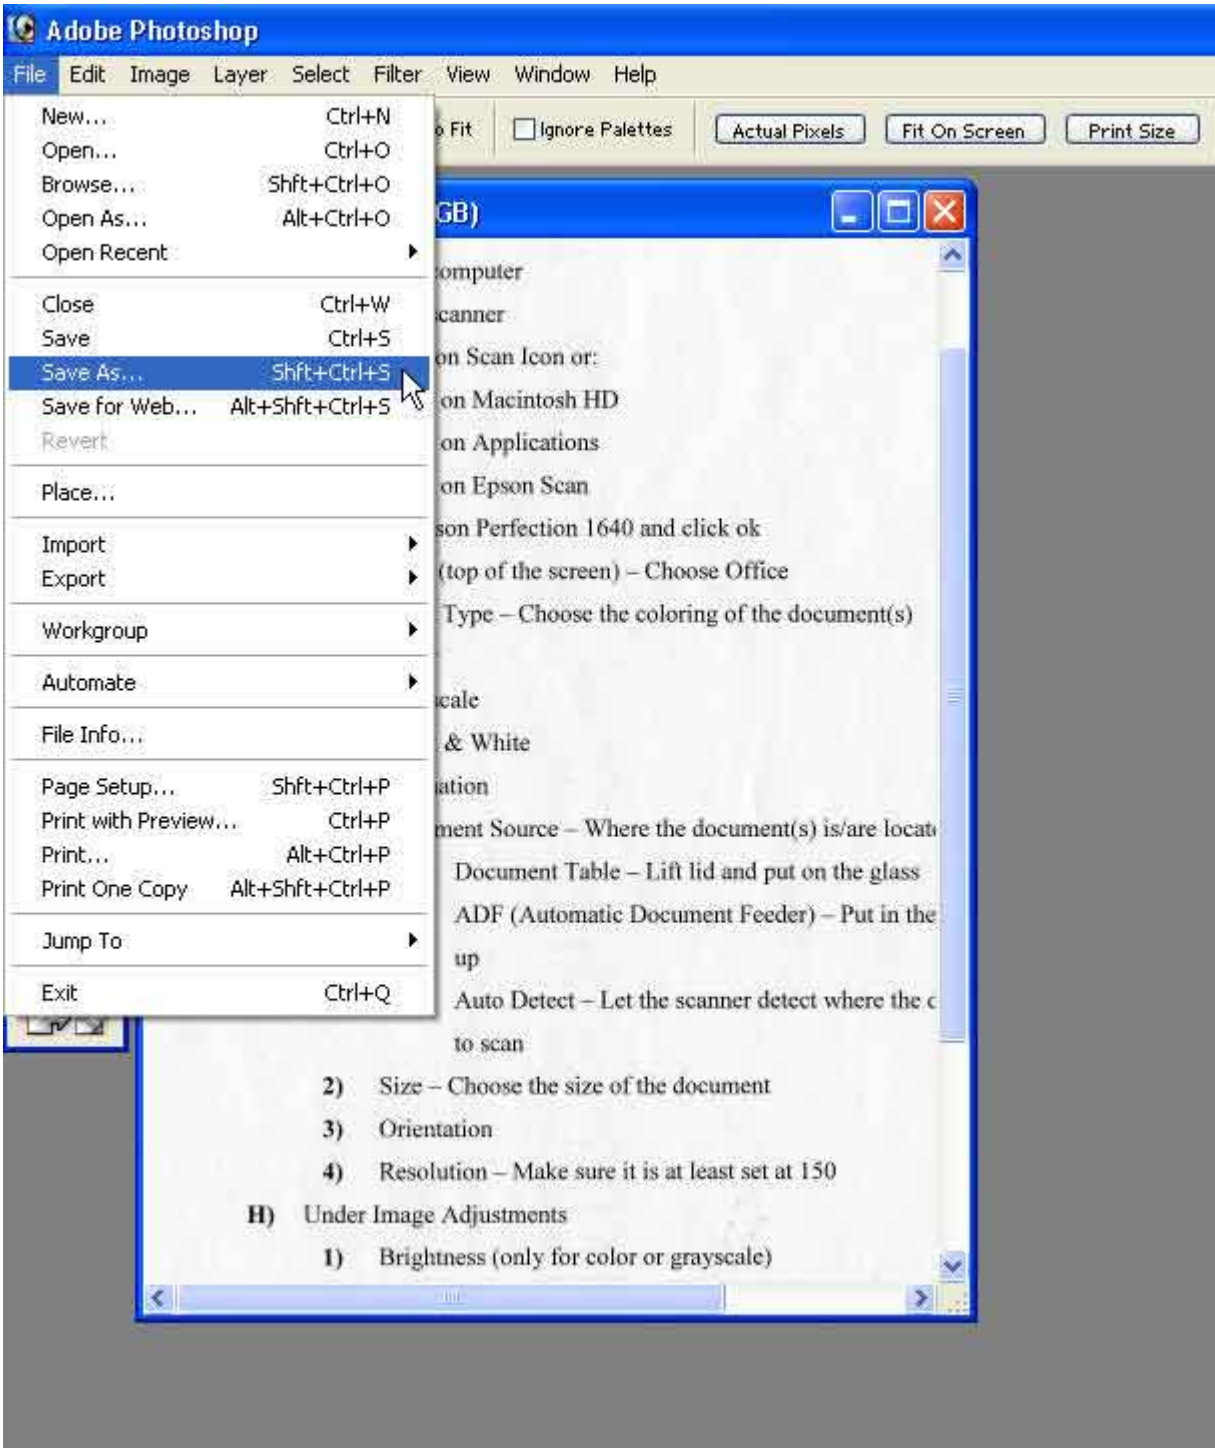 Adobe Photoshop
File Edit Image Layer Select Filter View Window Help
Fit Ignore Palettes Actual Pixels Fit On Screen Print Size
New... Ctrl+N
Open... Ctrl+O
Browse... Shft+Ctrl+O
Open As... Alt+Ctrl+O
Open Recent
Close Ctrl+W
Save Ctrl+S
Save As... Shft+Ctrl+S
Save for Web... Alt+Shft+Ctrl+S
Revert
Place...
Import
Export
Workgroup
Automate
File Info...
Page Setup... Shft+Ctrl+P
Print with Preview... Ctrl+P
Print... Alt+Ctrl+P
Print One Copy Alt+Shft+Ctrl+P
Jump To
Exit Ctrl+Q
GB)
omputer
canner
on Scan Icon or:
on Macintosh HD
on Applications
on Epson Scan
son Perfection 1640 and click ok
(top of the screen) – Choose Office
Type – Choose the coloring of the document(s)
scale
& White
ation
ment Source – Where the document(s) is/are locat
Document Table – Lift lid and put on the glass
ADF (Automatic Document Feeder) – Put in the
up
Auto Detect – Let the scanner detect where the
to scan
2) Size – Choose the size of the document
3) Orientation
4) Resolution – Make sure it is at least set at 150
H) Under Image Adjustments
1) Brightness (only for color or grayscale)